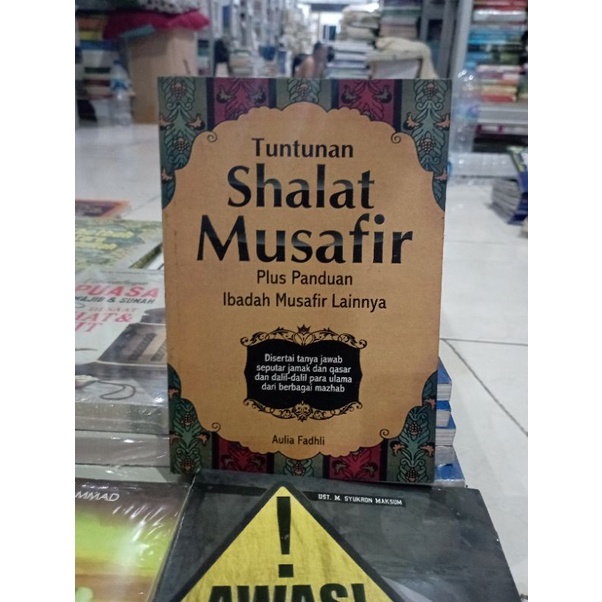 Tuntunan
Shalat
Musafir
Plus Panduan
Ibadah Musafir Lainnya
Disertai tanya jawab
seputar jamak dan qasar
dan dalil-dalil para ulama
dari berbagai mazhab
Aulia Fadhli
PUASA
& SUNAH
UST. M. SYUKRON MAKSUM
!
AWAS!